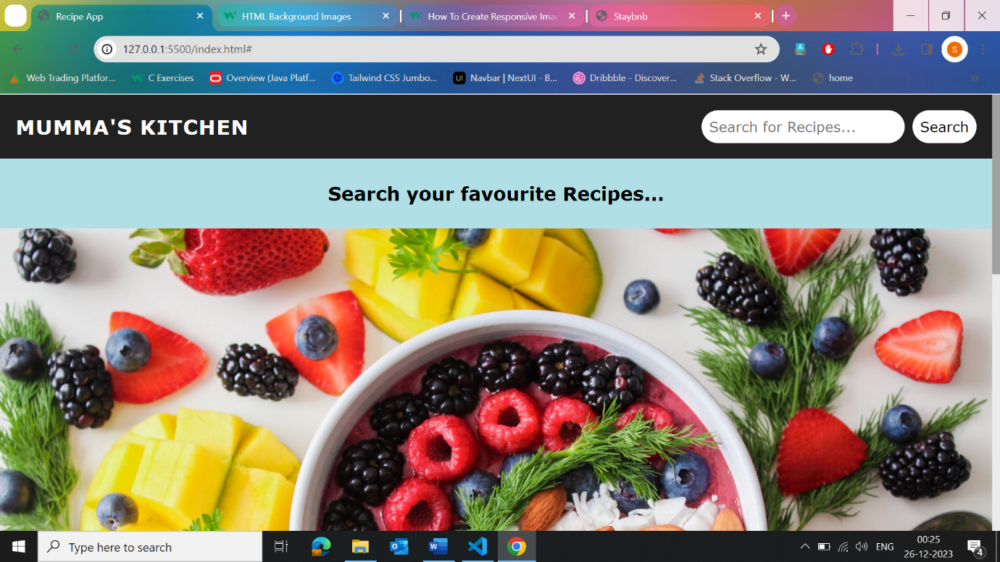 Recipe App
HTML Background Images
How To Create Responsive Imag
Staybnb
127.0.0.1:5500/index.html#
S
Web Trading Platfor...
C Exercises
Overview (Java Platf...
UI
Navbar | NextUI - B...
Tailwind CSS Jumbo...
Dribbble - Discover...
Stack Overflow - W...
home
MUMMA'S KITCHEN
Search for Recipes...
Search
Search your favourite Recipes...
Type here to search
ENG
00:25
26-12-2023
4